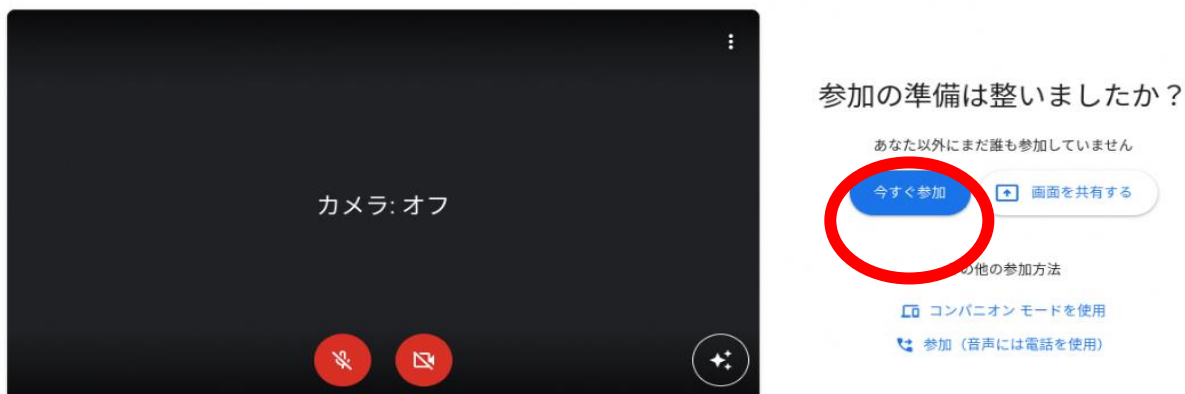 カメラ: オフ
参加の準備は整いましたか？
あなた以外にまだ誰も参加していません
今すぐ参加
画面を共有する
の他の参加方法
コンパニオン モードを使用
参加（音声には電話を使用）